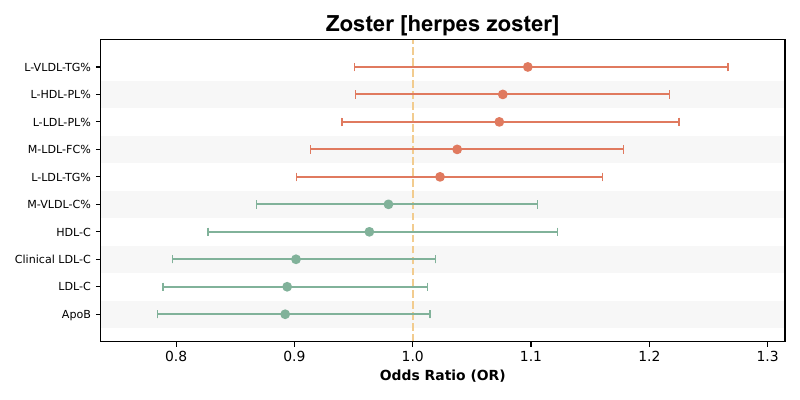 Zoster [herpes zoster]
L-VLDL-TG%
L-HDL-PL%
L-LDL-PL%
M-LDL-FC%
L-LDL-TG%
M-VLDL-C%
HDL-C
Clinical LDL-C
LDL-C
ApoB
0.8 0.9 1.0 1.1 1.2 1.3
Odds Ratio (OR)